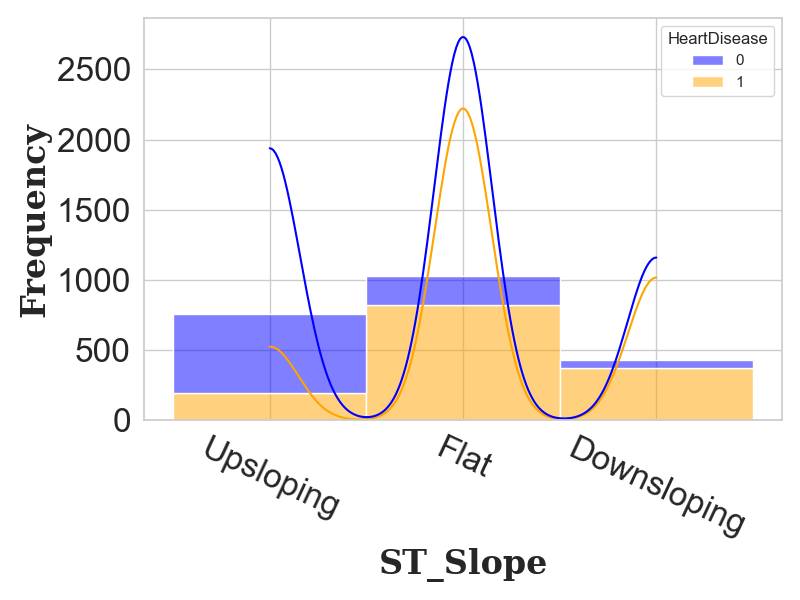 HeartDisease
0
1
2500
2000
1500
1000
500
0
Frequency
Upsloping
Flat
Downsloping
ST_Slope